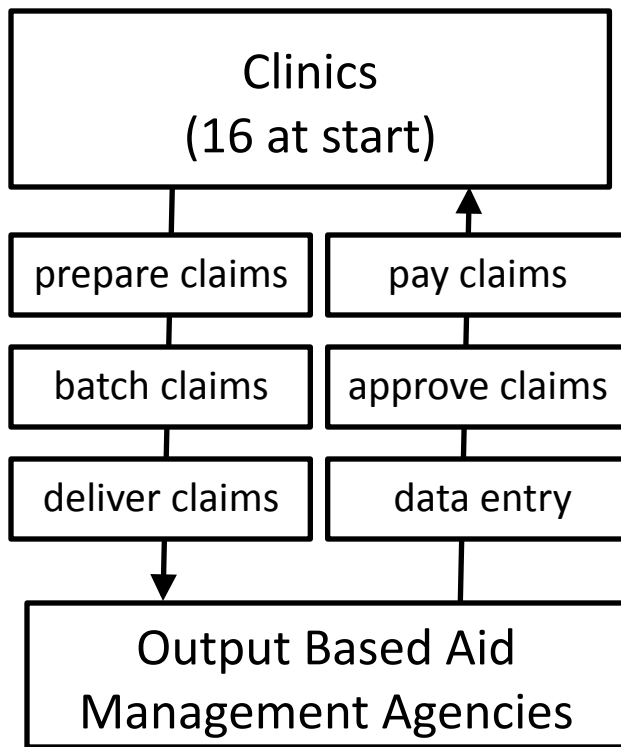 Clinics
(16 at start)
prepare claims
pay claims
batch claims
approve claims
deliver claims
data entry
Output Based Aid
Management Agencies